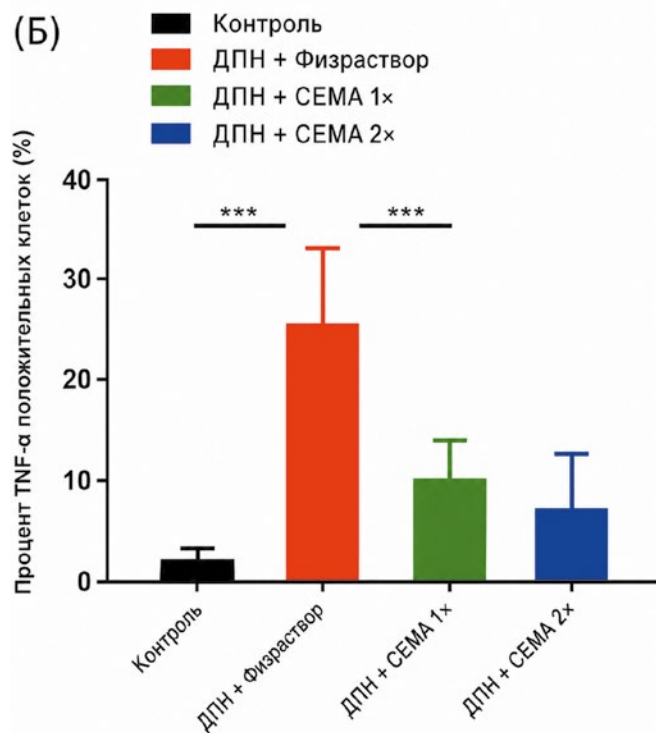 (Б)
Контроль
ДПН + Физраствор
ДПН + СЕМА 1×
ДПН + СЕМА 2×
Процент TNF-α положительных клеток (%)
40
30
20
10
0
***
***
Контроль
ДПН + Физраствор
ДПН + СЕМА 1×
ДПН + СЕМА 2×